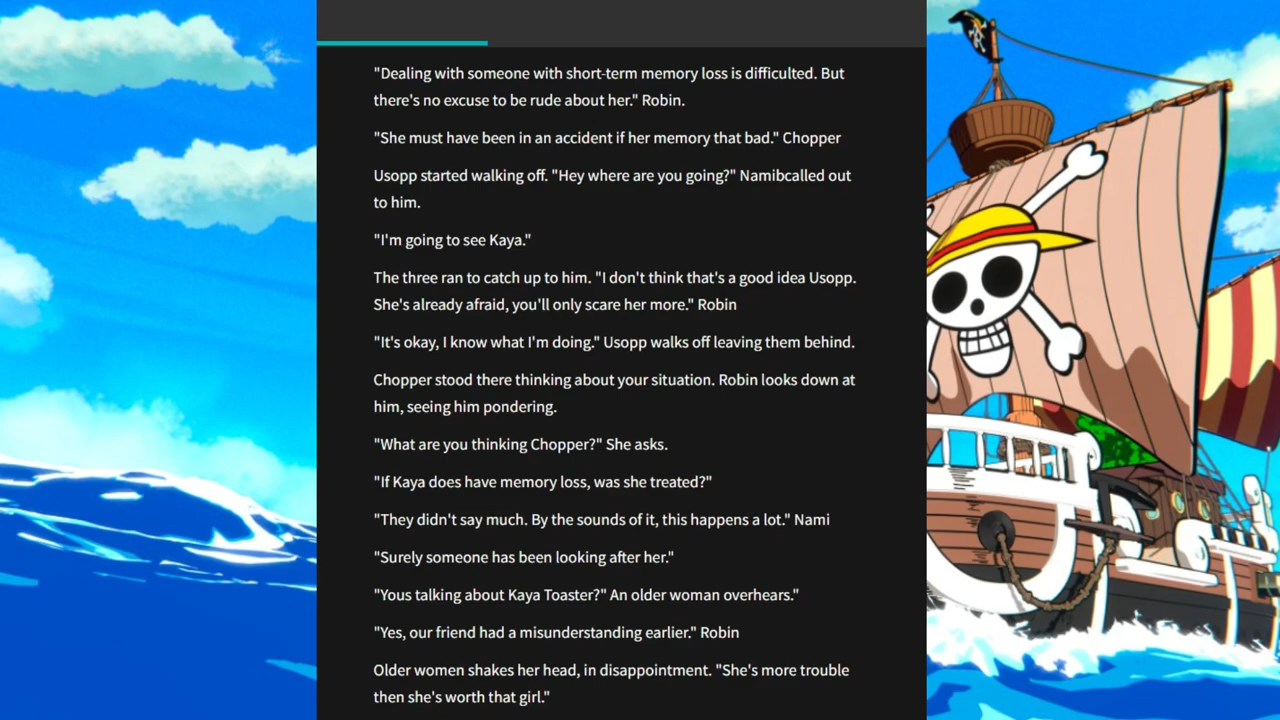 "Dealing with someone with short-term memory loss is difficulted. But
there's no excuse to be rude about her." Robin.
"She must have been in an accident if her memory that bad." Chopper
Usopp started walking off. "Hey where are you going?" Namibcalled out
to him.
"I'm going to see Kaya."
The three ran to catch up to him. "I don't think that's a good idea Usopp.
She's already afraid, you'll only scare her more." Robin
"It's okay, I know what I'm doing." Usopp walks off leaving them behind.
Chopper stood there thinking about your situation. Robin looks down at
him, seeing him pondering.
"What are you thinking Chopper?" She asks.
"If Kaya does have memory loss, was she treated?"
"They didn't say much. By the sounds of it, this happens a lot." Nami
"Surely someone has been looking after her."
"Yous talking about Kaya Toaster?" An older woman overhears."
"Yes, our friend had a misunderstanding earlier." Robin
Older women shakes her head, in disappointment. "She's more trouble
then she's worth that girl."